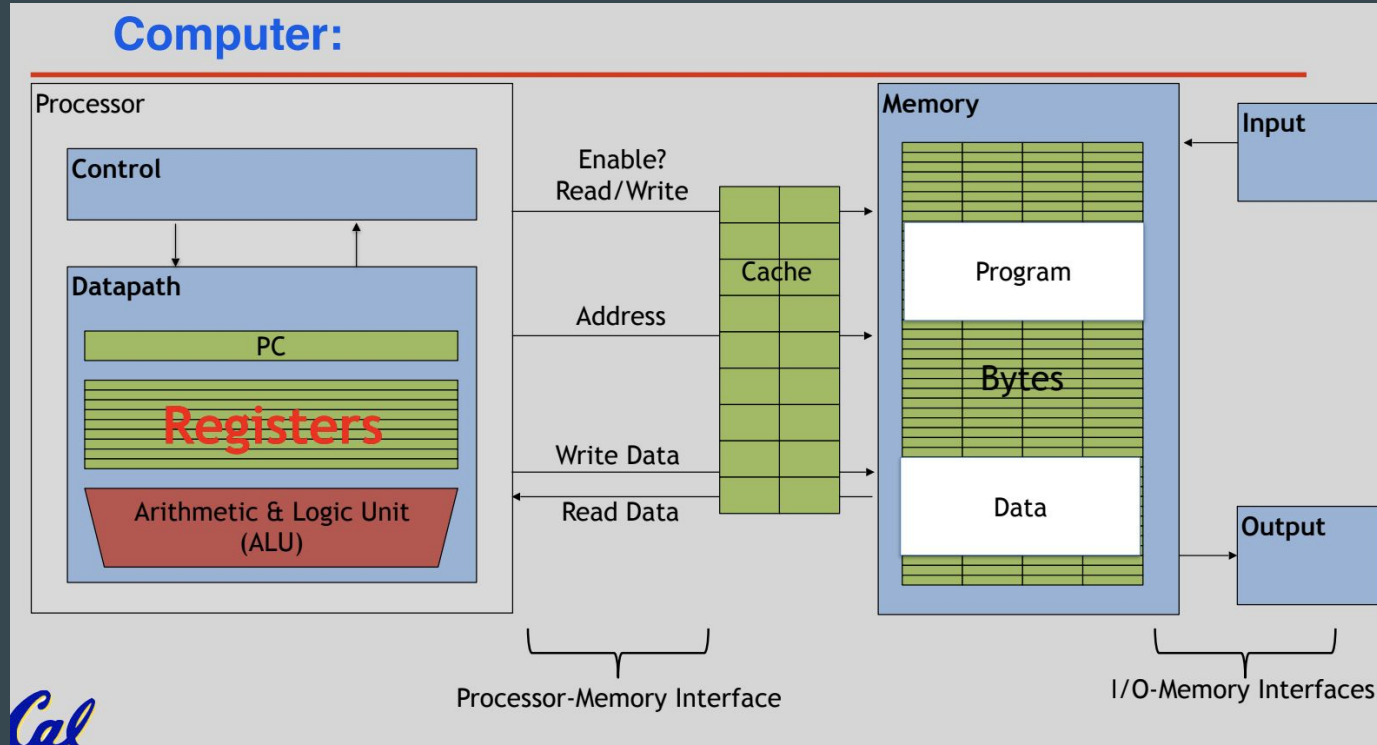 Computer:
Processor
Control
Datapath
PC
Registers
Arithmetic & Logic Unit
(ALU)
Enable?
Read/Write
Address
Write Data
Read Data
Cache
Memory
Program
Bytes
Data
Input
Output
Processor-Memory Interface
I/O-Memory Interfaces
Cal